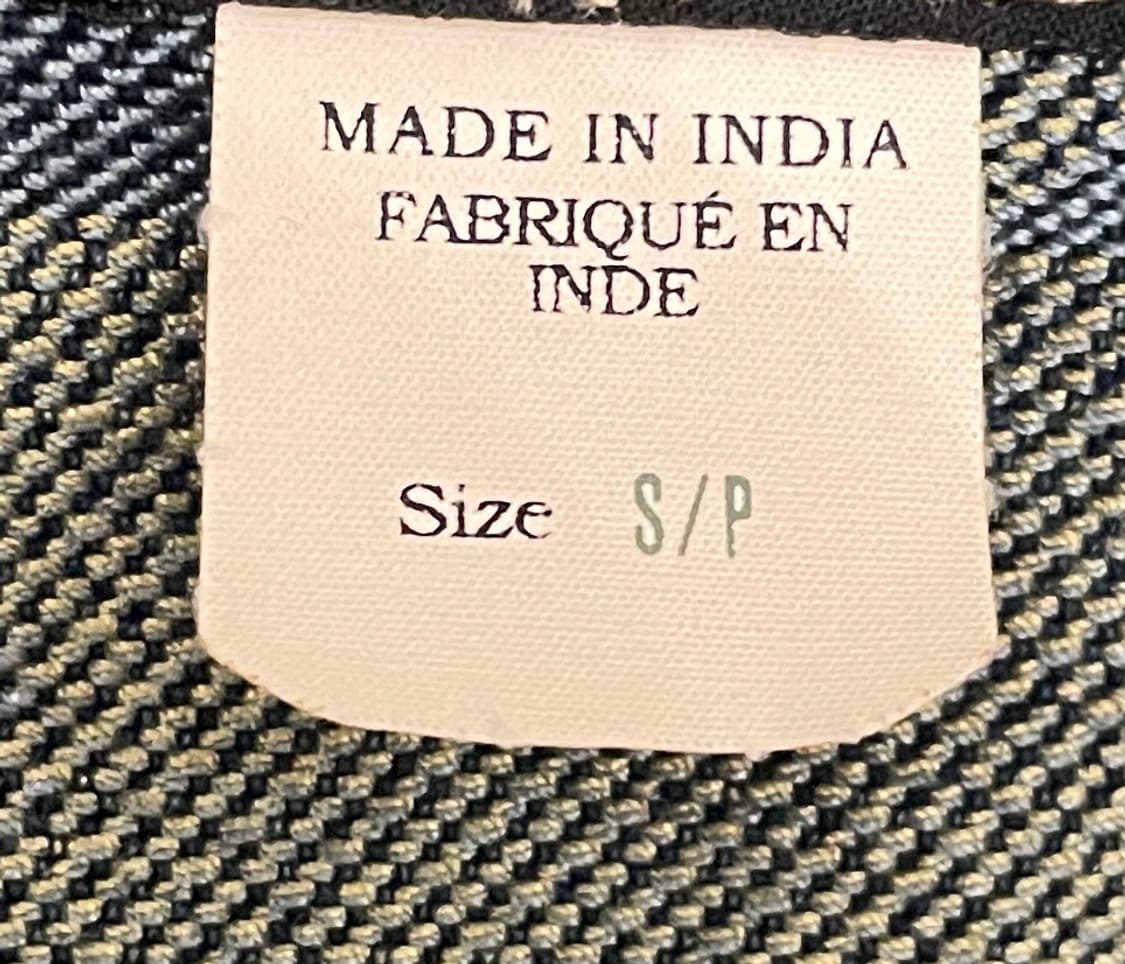 MADE IN INDIA
FABRIQUÉ EN
INDE
Size S/P